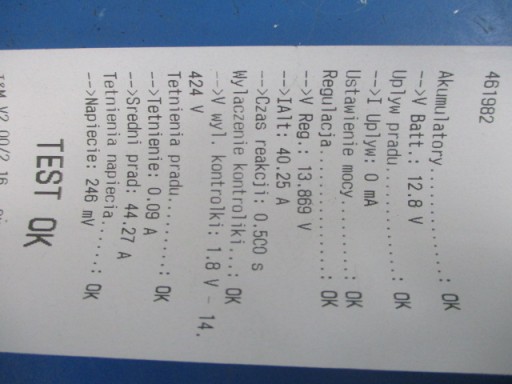 461982
Akumulatory..............: OK
-->V Batt.: 12.8 V
Uplyw pradu..............: OK
-->I Uplyw: 0 mA
Ustawienie mocy..........: OK
Regulacja................: OK
-->V Reg.: 13.869 V
-->IAlt: 40.25 A
-->Czas reakcji: 0.500 s
Wylaczenie kontrolki...: OK
-->V wyl. kontrolki: 1.8 V - 14.
424 V
Tetnienia pradu.........: OK
-->Tetnienie: 0.09 A
-->Sredni prad: 44.27 A
Tetnienia napiecia......: OK
-->Napiecie: 246 mV
TEST OK